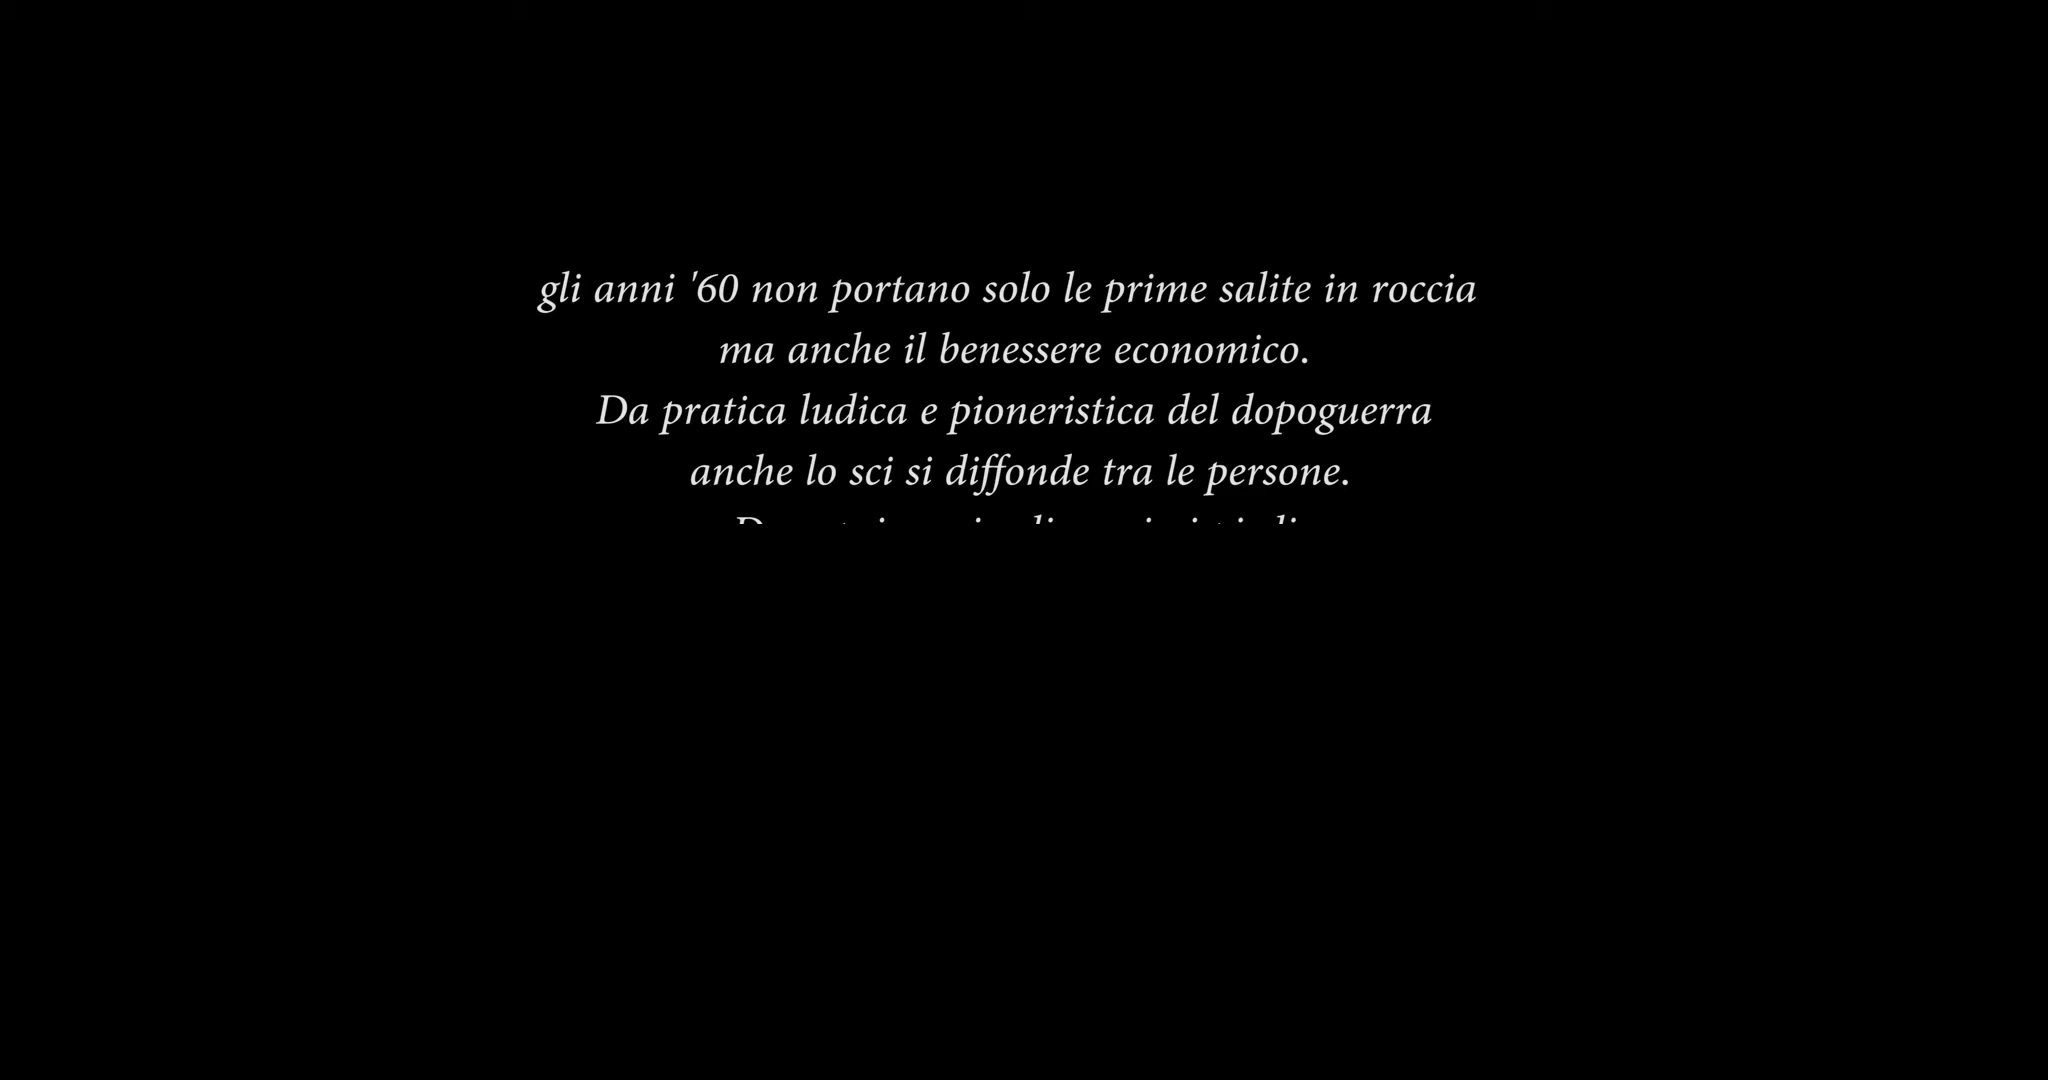 gli anni '60 non portano solo le prime salite in roccia
ma anche il benessere economico.
Da pratica ludica e pioneristica del dopoguerra
anche lo sci si diffonde tra le persone.